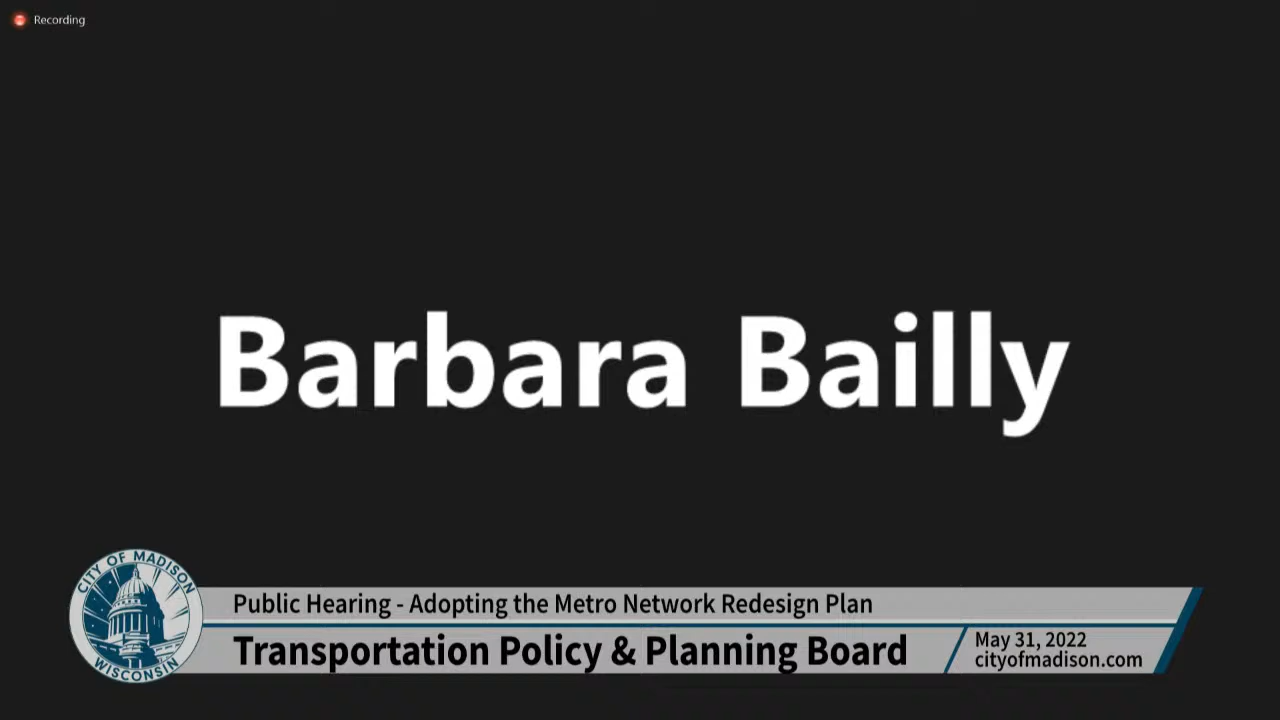 Recording
Barbara Bailly
CITY OF MADISON
WISCONSIN
Public Hearing - Adopting the Metro Network Redesign Plan
Transportation Policy & Planning Board
May 31, 2022
cityofmadison.com